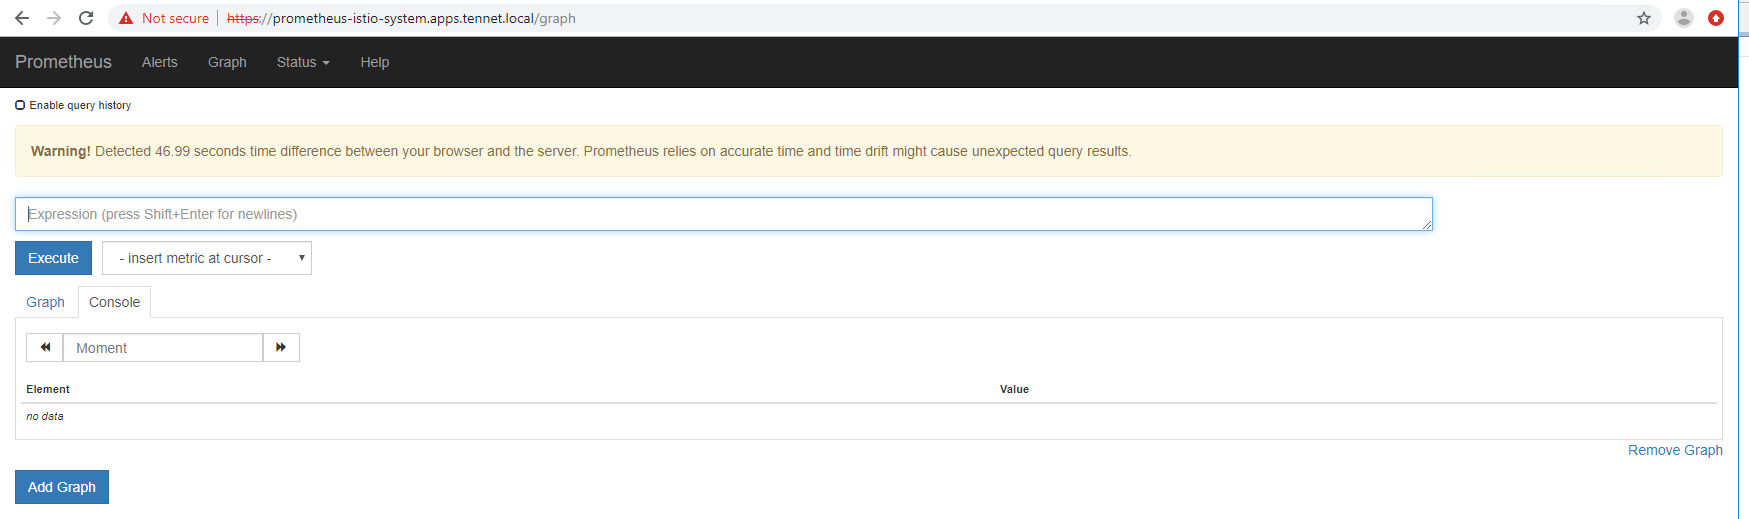 Not secure https://prometheus-istio-system.apps.tennet.local/graph
Prometheus Alerts Graph Status Help
Enable query history
Warning! Detected 46.99 seconds time difference between your browser and the server. Prometheus relies on accurate time and time drift might cause unexpected query results.
Expression (press Shift+Enter for newlines)
Execute - insert metric at cursor -
Graph Console
Moment
Element Value
no data
Remove Graph
Add Graph